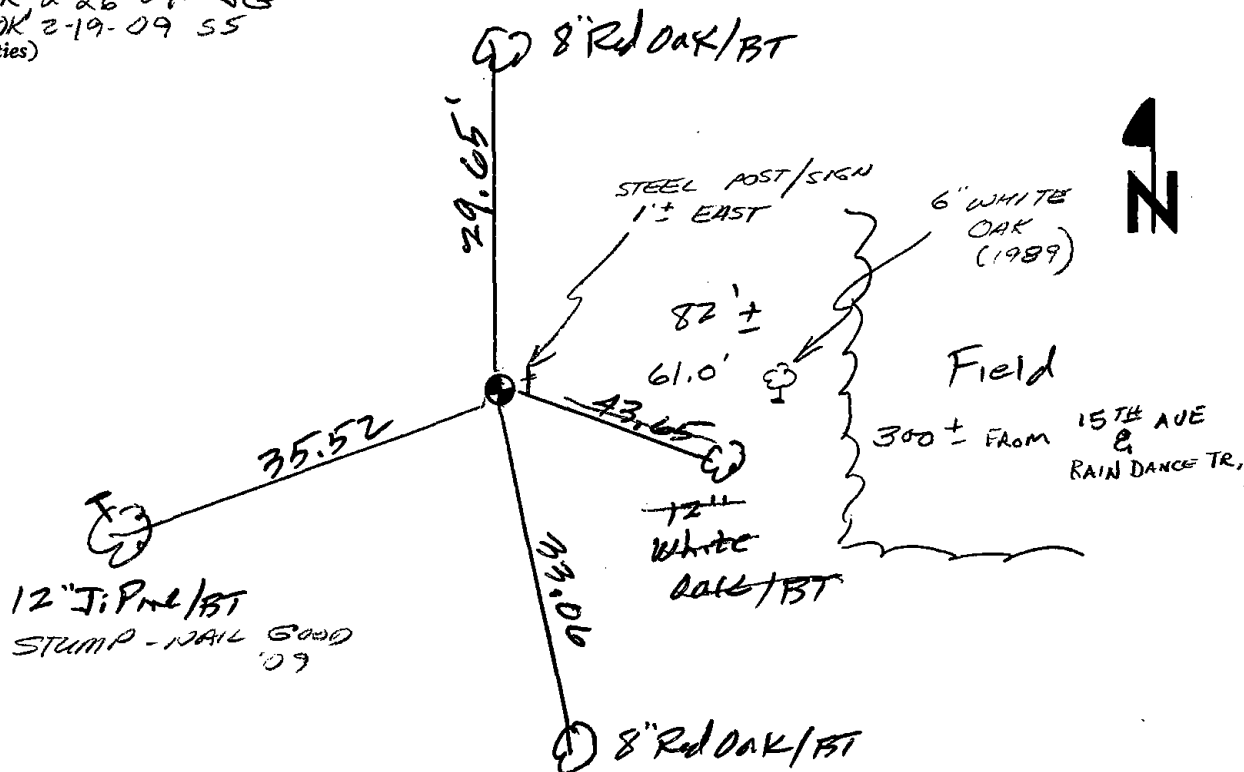 OK 2-19-09 SS
ties)
8" Red Oak/BT
29.65'
STEEL POST/SIGN
1'± EAST
6" WHITE
OAK
(1989)
N
82'±
61.0'
Field
300± FROM 15TH AVE
&
RAIN DANCE TR.
43.65
35.52
12"
White
Oak/BT
33.06
12" J. Pine/BT
STUMP - NAIL GOOD
'09
8" Red Oak/BT